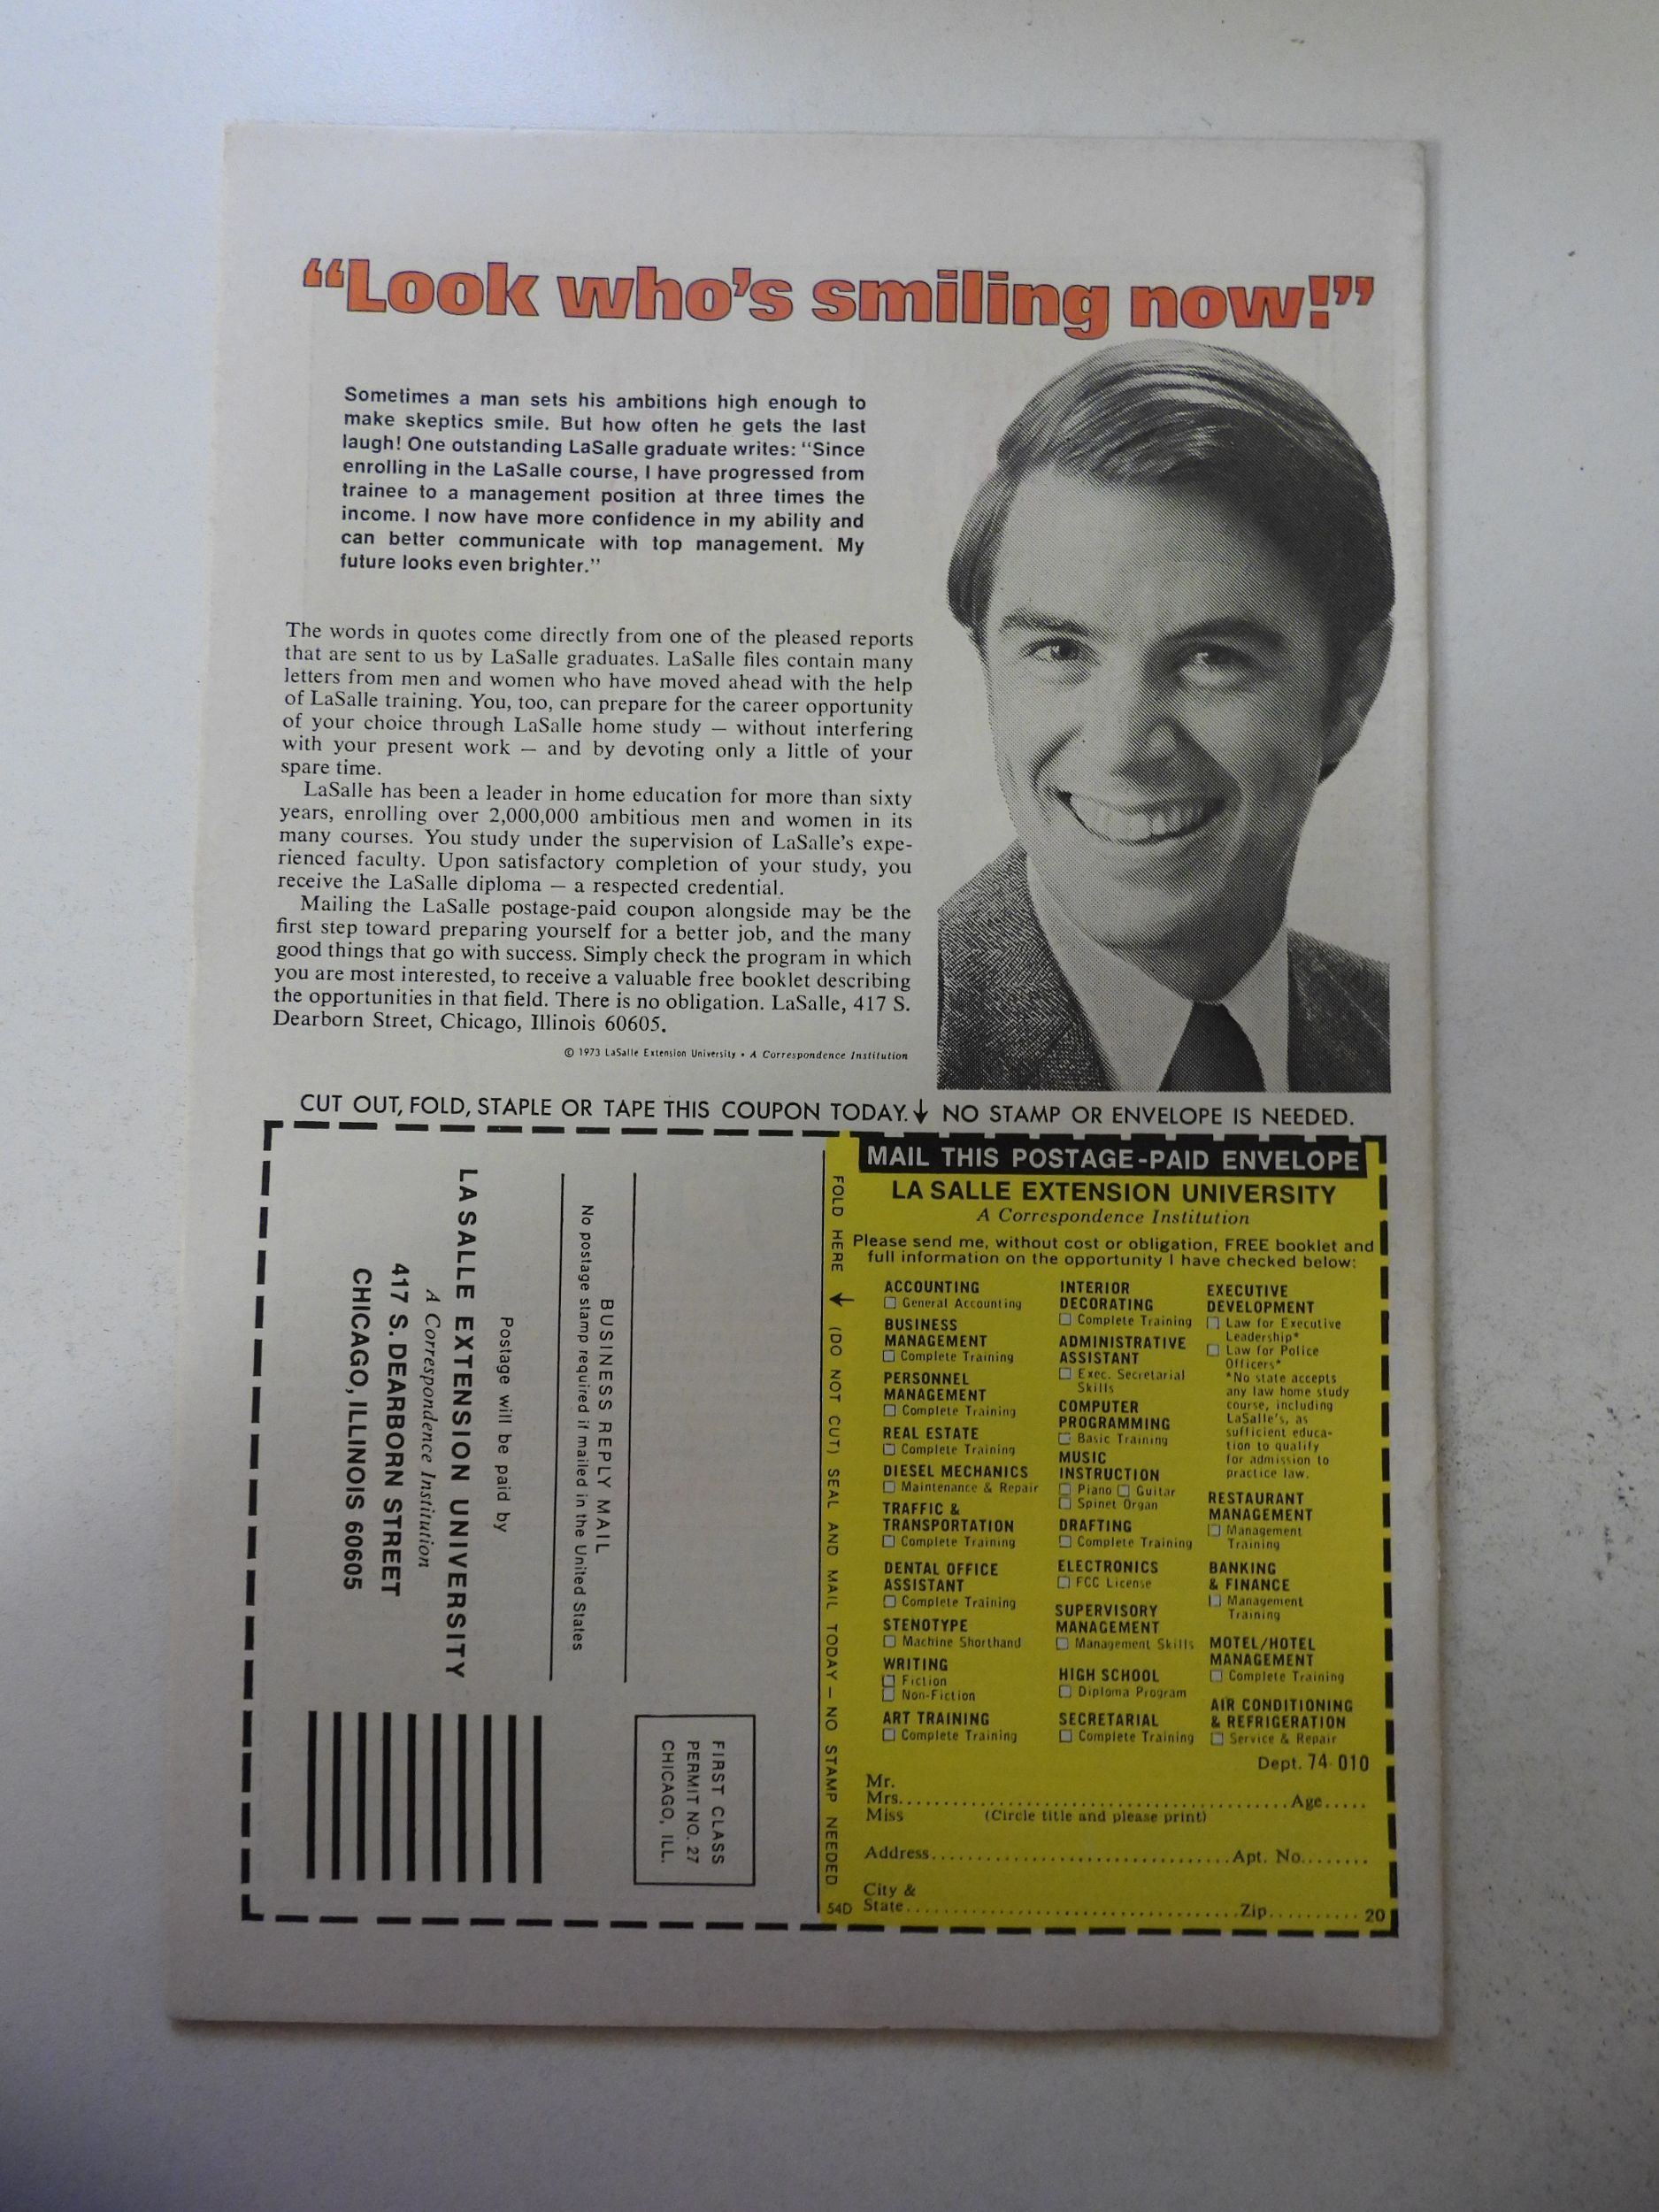 “Look who's smiling now!”
Sometimes a man sets his ambitions high enough to
make skeptics smile. But how often he gets the last
laugh! One outstanding LaSalle graduate writes: “Since
enrolling in the LaSalle course, I have progressed from
trainee to a management position at three times the
income. I now have more confidence in my ability and
can better communicate with top management. My
future looks even brighter.”
The words in quotes come directly from one of the pleased reports
that are sent to us by LaSalle graduates. LaSalle files contain many
letters from men and women who have moved ahead with the help
of LaSalle training. You, too, can prepare for the career opportunity
of your choice through LaSalle home study — without interfering
with your present work — and by devoting only a little of your
spare time.
LaSalle has been a leader in home education for more than sixty
years, enrolling over 2,000,000 ambitious men and women in its
many courses. You study under the supervision of LaSalle's expe-
rienced faculty. Upon satisfactory completion of your study, you
receive the LaSalle diploma — a respected credential.
Mailing the LaSalle postage-paid coupon alongside may be the
first step toward preparing yourself for a better job, and the many
good things that go with success. Simply check the program in which
you are most interested, to receive a valuable free booklet describing
the opportunities in that field. There is no obligation. LaSalle, 417 S.
Dearborn Street, Chicago, Illinois 60605.
© 1973 LaSalle Extension University • A Correspondence Institution
CUT OUT, FOLD, STAPLE OR TAPE THIS COUPON TODAY. ↓ NO STAMP OR ENVELOPE IS NEEDED.
FIRST CLASS
PERMIT NO. 27
CHICAGO, ILL.
BUSINESS REPLY MAIL
No postage stamp required if mailed in the United States
Postage will be paid by
LA SALLE EXTENSION UNIVERSITY
A Correspondence Institution
417 S. DEARBORN STREET
CHICAGO, ILLINOIS 60605
FOLD HERE ↓ (DO NOT CUT) SEAL AND MAIL TODAY — NO STAMP NEEDED
MAIL THIS POSTAGE-PAID ENVELOPE
LA SALLE EXTENSION UNIVERSITY
A Correspondence Institution
Please send me, without cost or obligation, FREE booklet and
full information on the opportunity I have checked below:
ACCOUNTING
☐ General Accounting
BUSINESS
MANAGEMENT
☐ Complete Training
PERSONNEL
MANAGEMENT
☐ Complete Training
REAL ESTATE
☐ Complete Training
DIESEL MECHANICS
☐ Maintenance & Repair
TRAFFIC &
TRANSPORTATION
☐ Complete Training
DENTAL OFFICE
ASSISTANT
☐ Complete Training
STENOTYPE
☐ Machine Shorthand
WRITING
☐ Fiction
☐ Non-Fiction
ART TRAINING
☐ Complete Training
INTERIOR
DECORATING
☐ Complete Training
ADMINISTRATIVE
ASSISTANT
☐ Exec. Secretarial
Skills
COMPUTER
PROGRAMMING
☐ Basic Training
MUSIC
INSTRUCTION
☐ Piano ☐ Guitar
☐ Spinet Organ
DRAFTING
☐ Complete Training
ELECTRONICS
☐ FCC License
SUPERVISORY
MANAGEMENT
☐ Management Skills
HIGH SCHOOL
☐ Diploma Program
SECRETARIAL
☐ Complete Training
EXECUTIVE
DEVELOPMENT
☐ Law for Executive
Leadership*
☐ Law for Police
Officers*
*No state accepts
any law home study
course, including
LaSalle's, as
sufficient educa-
tion to qualify
for admission to
practice law.
RESTAURANT
MANAGEMENT
☐ Management
Training
BANKING
& FINANCE
☐ Management
Training
MOTEL/HOTEL
MANAGEMENT
☐ Complete Training
AIR CONDITIONING
& REFRIGERATION
☐ Service & Repair
Dept. 74-010
Mr.
Mrs. ........ Age.....
Miss (Circle title and please print)
Address........ Apt. No........
City &
54D State........ Zip.......... 20